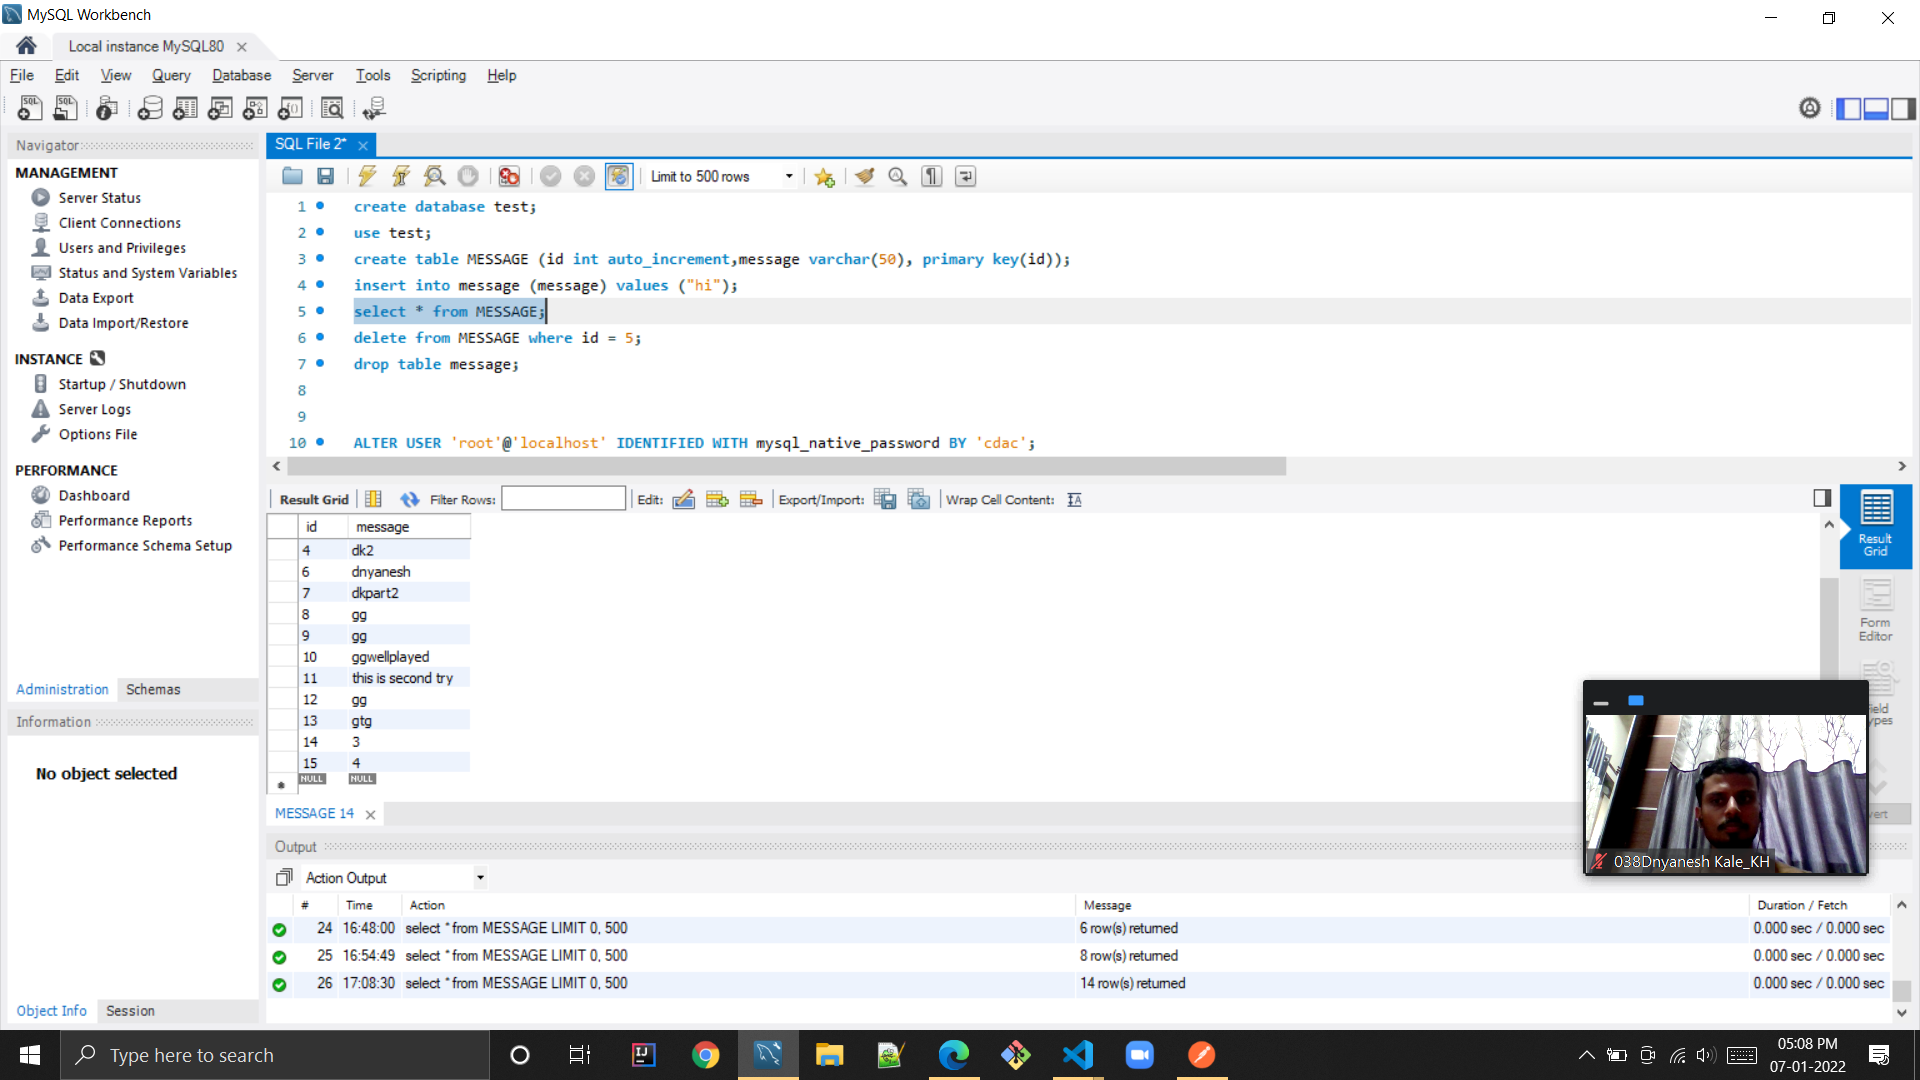 MySQL Workbench
Local instance MySQL80
File Edit View Query Database Server Tools Scripting Help
Navigator
SQL File 2*
MANAGEMENT
Server Status
Client Connections
Users and Privileges
Status and System Variables
Data Export
Data Import/Restore
INSTANCE
Startup / Shutdown
Server Logs
Options File
PERFORMANCE
Dashboard
Performance Reports
Performance Schema Setup
Administration Schemas
Information
No object selected
Object Info Session
Limit to 500 rows
1 create database test;
2 use test;
3 create table MESSAGE (id int auto_increment,message varchar(50), primary key(id));
4 insert into message (message) values ("hi");
5 select * from MESSAGE;
6 delete from MESSAGE where id = 5;
7 drop table message;
8
9
10 ALTER USER 'root'@'localhost' IDENTIFIED WITH mysql_native_password BY 'cdac';
Result Grid Filter Rows: Edit: Export/Import: Wrap Cell Content:
id message
4 dk2
6 dnyanesh
7 dkpart2
8 gg
9 gg
10 ggwellplayed
11 this is second try
12 gg
13 gtg
14 3
15 4
NULL NULL
Result Grid
Form Editor
038Dnyanesh Kale_KH
MESSAGE 14
Output
Action Output
# Time Action Message Duration / Fetch
24 16:48:00 select * from MESSAGE LIMIT 0, 500 6 row(s) returned 0.000 sec / 0.000 sec
25 16:54:49 select * from MESSAGE LIMIT 0, 500 8 row(s) returned 0.000 sec / 0.000 sec
26 17:08:30 select * from MESSAGE LIMIT 0, 500 14 row(s) returned 0.000 sec / 0.000 sec
Type here to search
05:08 PM
07-01-2022